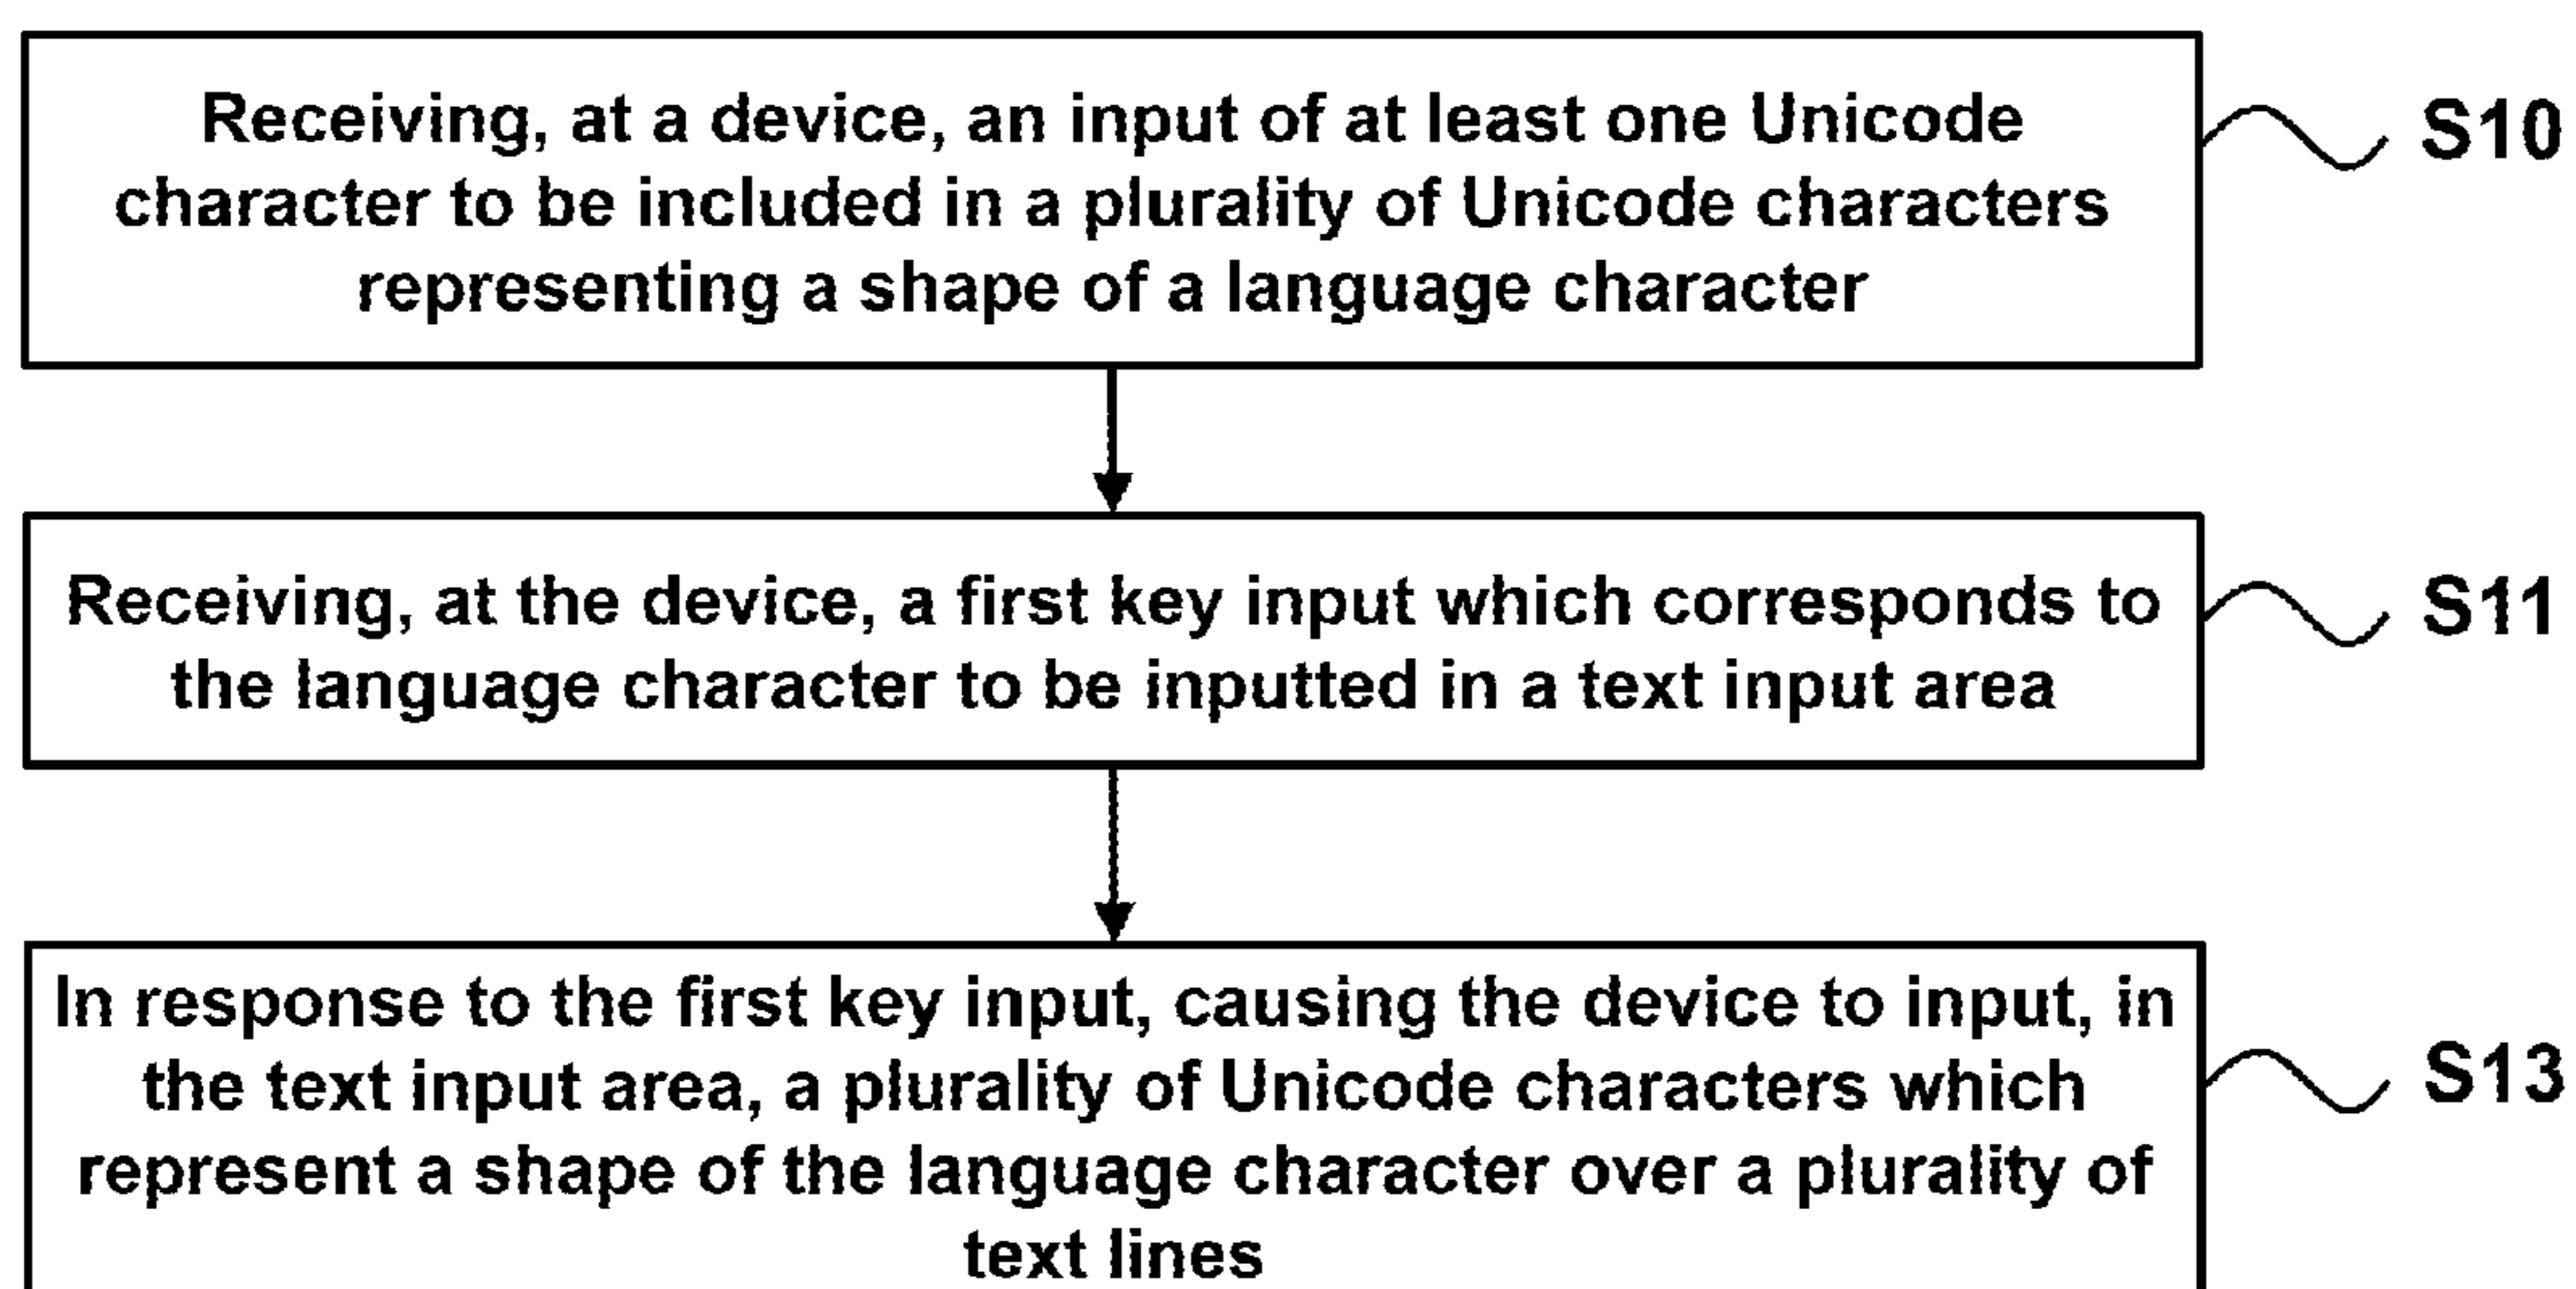 Receiving, at a device, an input of at least one Unicode
character to be included in a plurality of Unicode characters
representing a shape of a language character
S10
Receiving, at the device, a first key input which corresponds to
the language character to be inputted in a text input area
S11
In response to the first key input, causing the device to input, in
the text input area, a plurality of Unicode characters which
represent a shape of the language character over a plurality of
text lines
S13